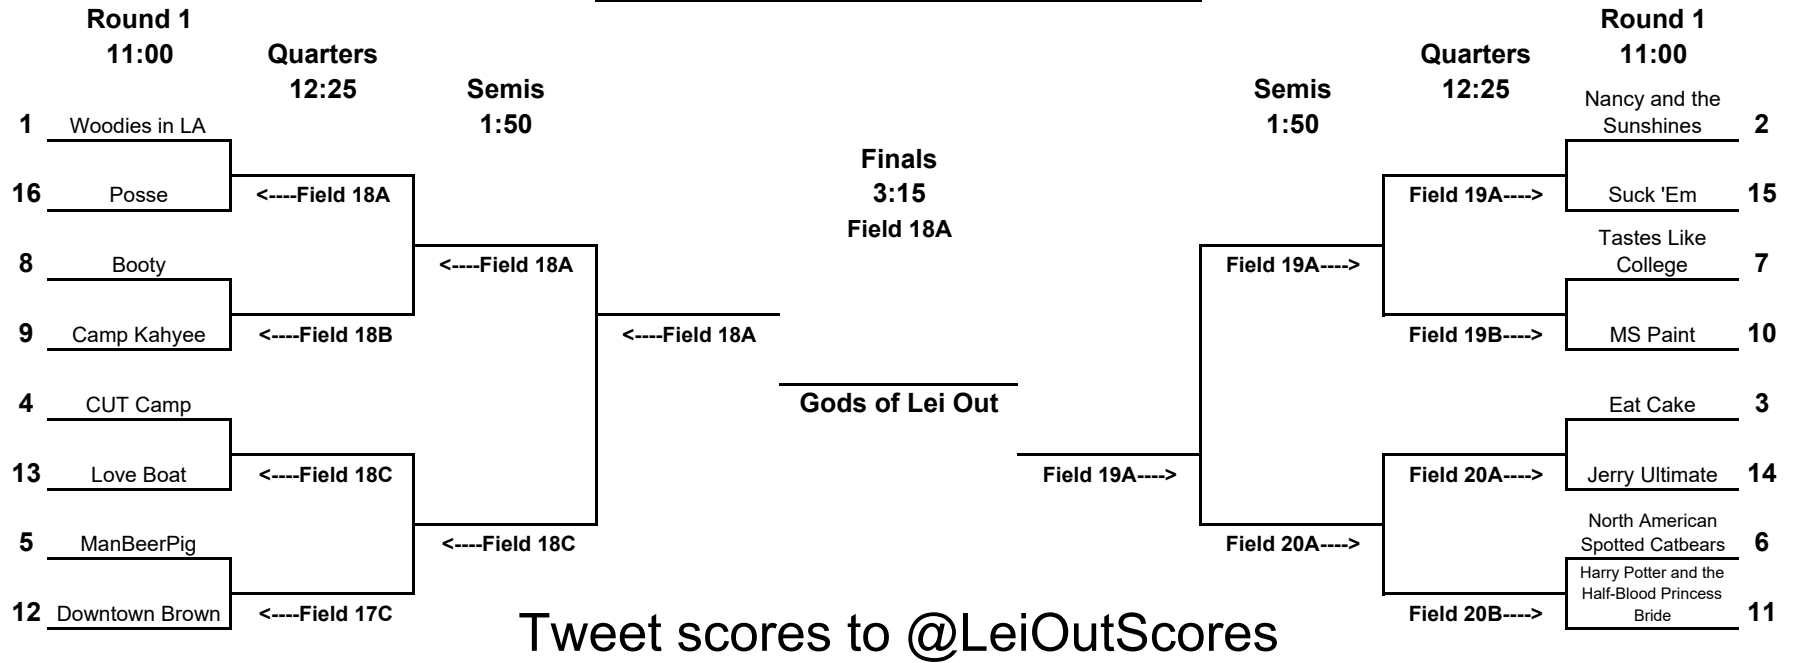 Round 1
11:00
Quarters
12:25
Semis
1:50
1 Woodies in LA
16 Posse
<----Field 18A
8 Booty
9 Camp Kahyee
<----Field 18B
<----Field 18A
4 CUT Camp
13 Love Boat
<----Field 18C
5 ManBeerPig
12 Downtown Brown
<----Field 17C
<----Field 18C
<----Field 18A
Finals
3:15
Field 18A
Gods of Lei Out
Semis
1:50
Quarters
12:25
Round 1
11:00
Nancy and the
Sunshines 2
Field 19A---->
Suck 'Em 15
Tastes Like
College 7
Field 19A---->
Field 19B---->
MS Paint 10
Eat Cake 3
Field 19A---->
Field 20A---->
Jerry Ultimate 14
North American
Spotted Catbears 6
Field 20A---->
Harry Potter and the
Half-Blood Princess
Bride 11
Field 20B---->
Tweet scores to @LeiOutScores